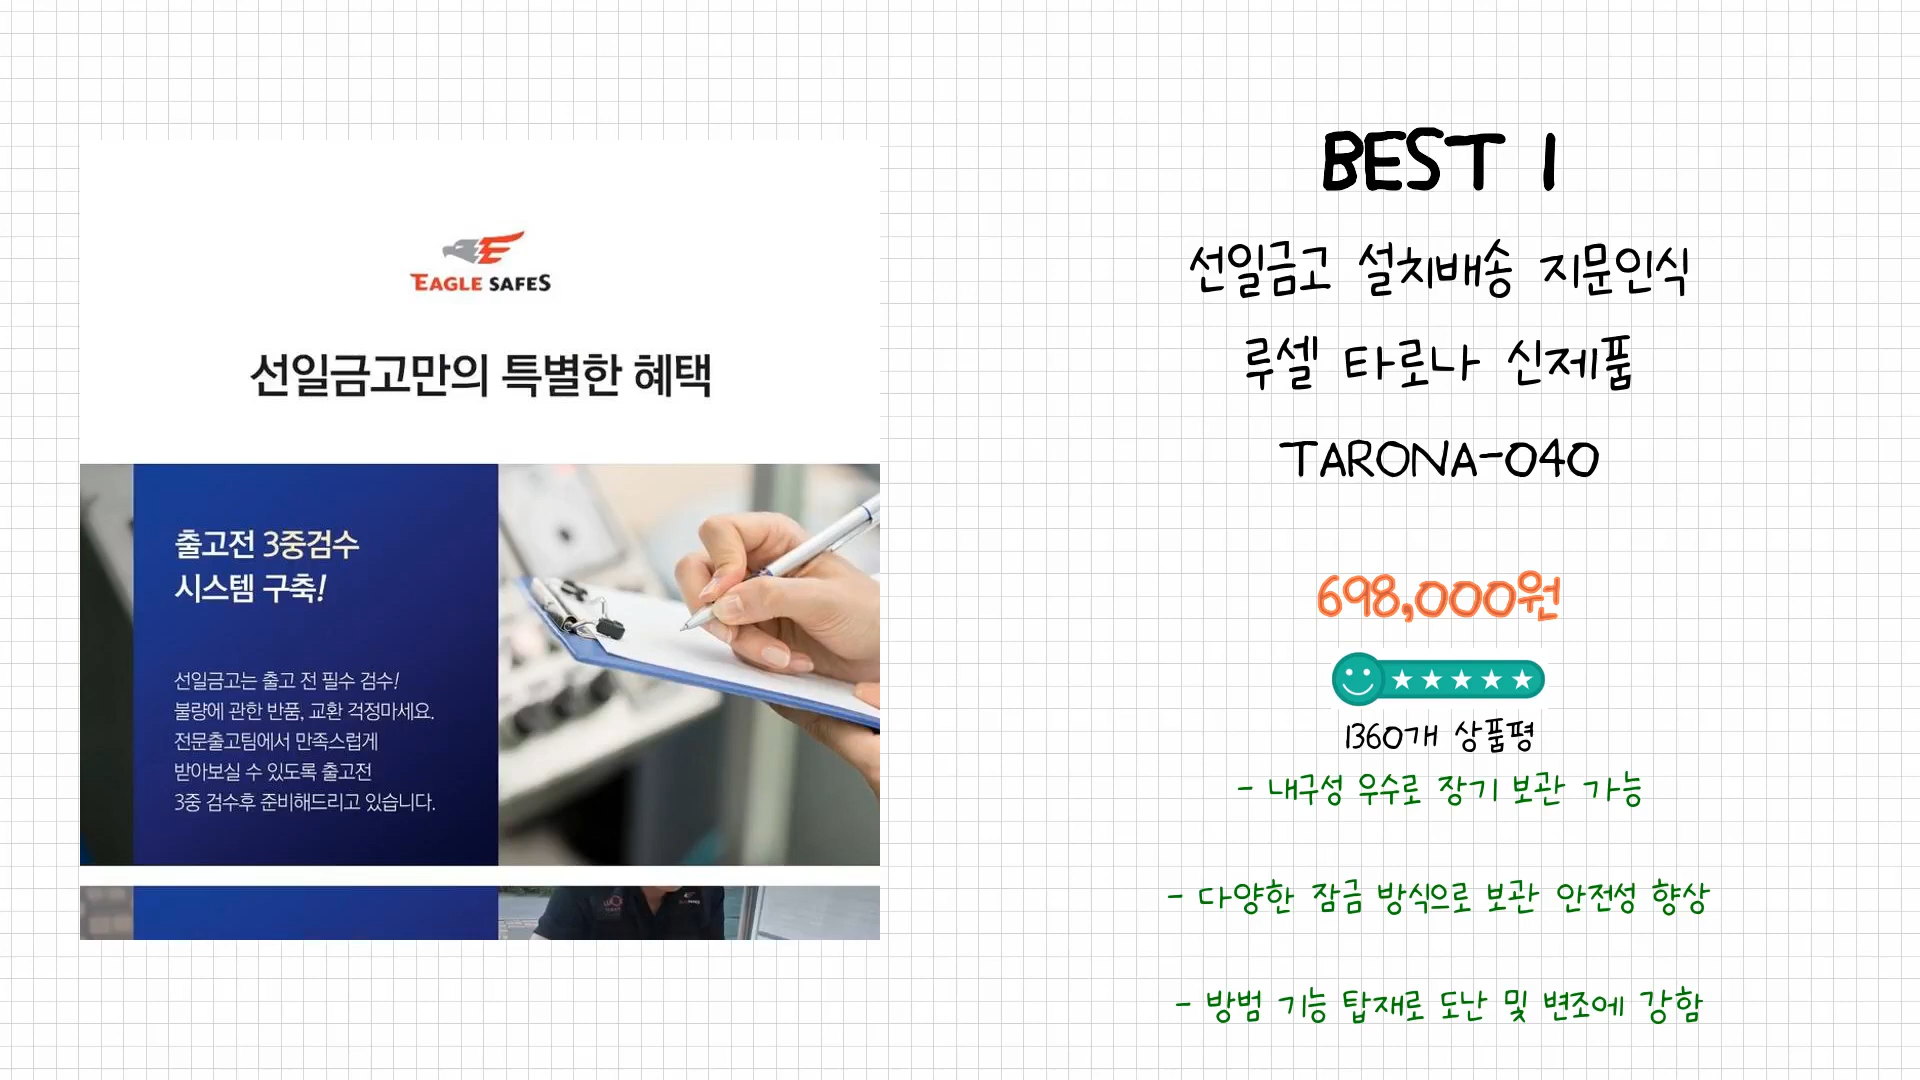 EAGLE SAFES
선일금고만의 특별한 혜택
출고전 3중검수
시스템 구축!
선일금고는 출고 전 필수 검수!
불량에 관한 반품, 교환 걱정마세요.
전문출고팀에서 만족스럽게
받아보실 수 있도록 출고전
3중 검수후 준비해드리고 있습니다.
BEST 1
선일금고 설치배송 지문인식
루셀 타로나 신제품
TARONA-040
698,000원
1360개 상품평
- 내구성 우수로 장기 보관 가능
- 다양한 잠금 방식으로 보관 안전성 향상
- 방범 기능 탑재로 도난 및 변조에 강함